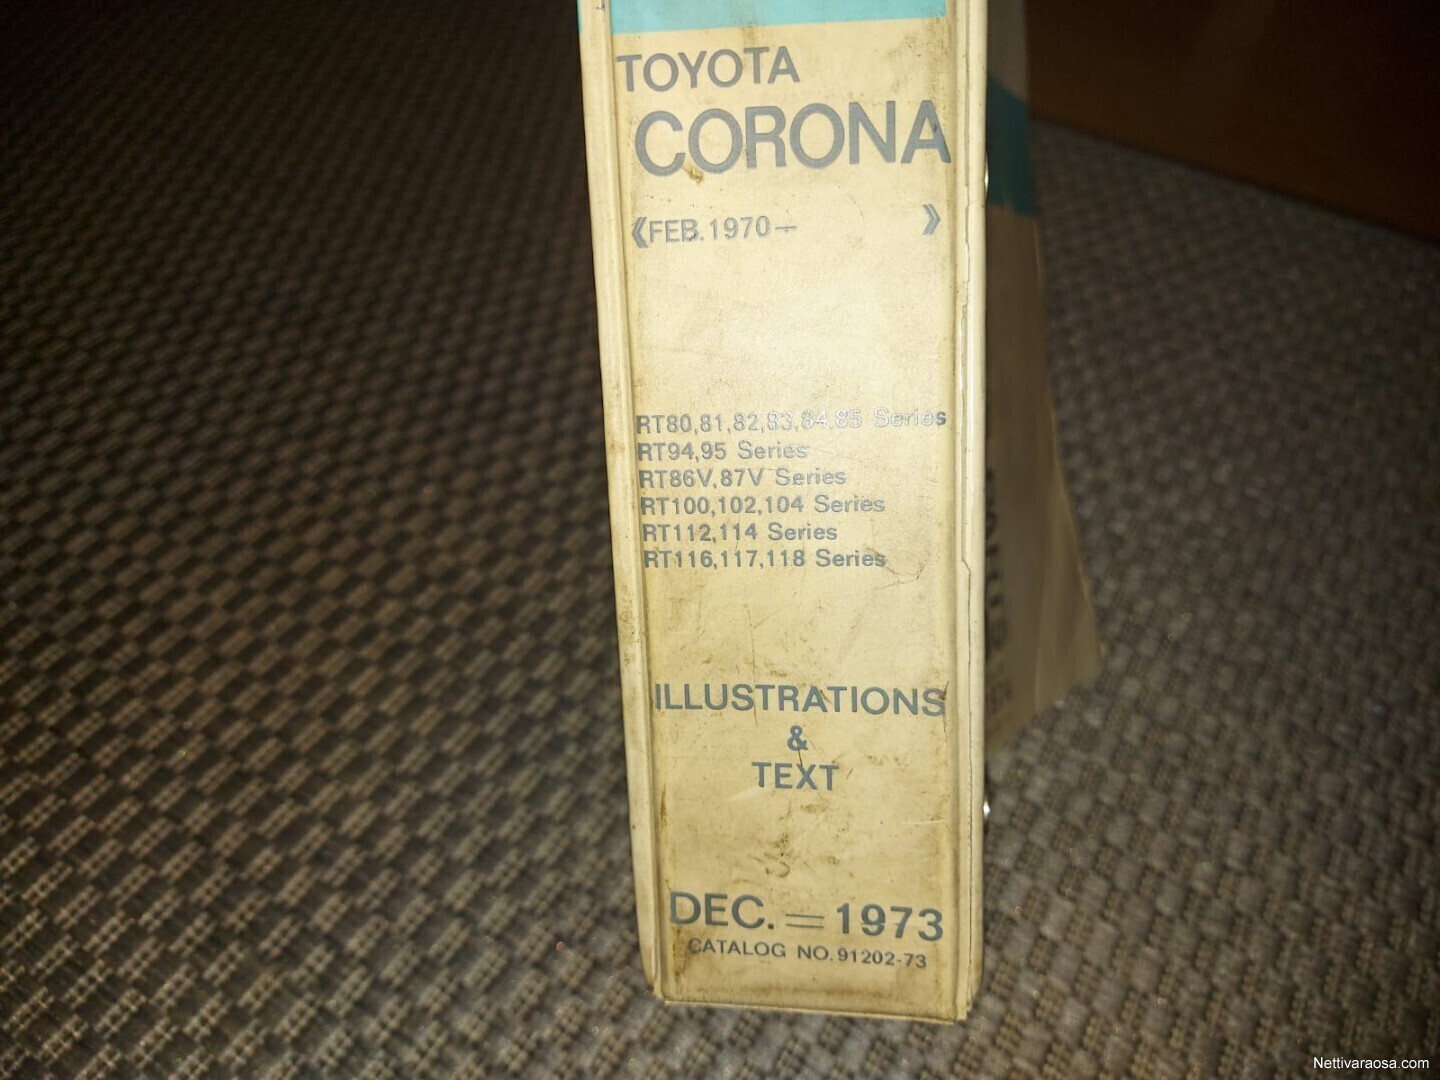 TOYOTA
CORONA
《FEB.1970— 》
RT80,81,82,83,84,85 Series
RT94,95 Series
RT86V,87V Series
RT100,102,104 Series
RT112,114 Series
RT116,117,118 Series
ILLUSTRATIONS
&
TEXT
DEC. = 1973
CATALOG NO. 91202-73
Nettivaraosa.com